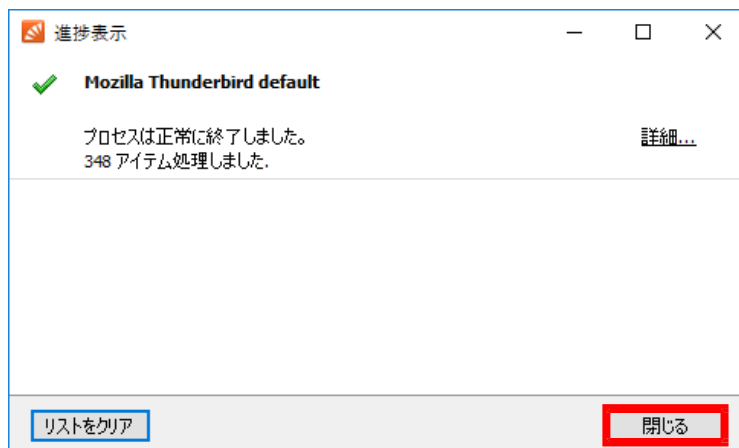 進捗表示
Mozilla Thunderbird default
プロセスは正常に終了しました。
詳細...
348 アイテム処理しました.
リストをクリア
閉じる